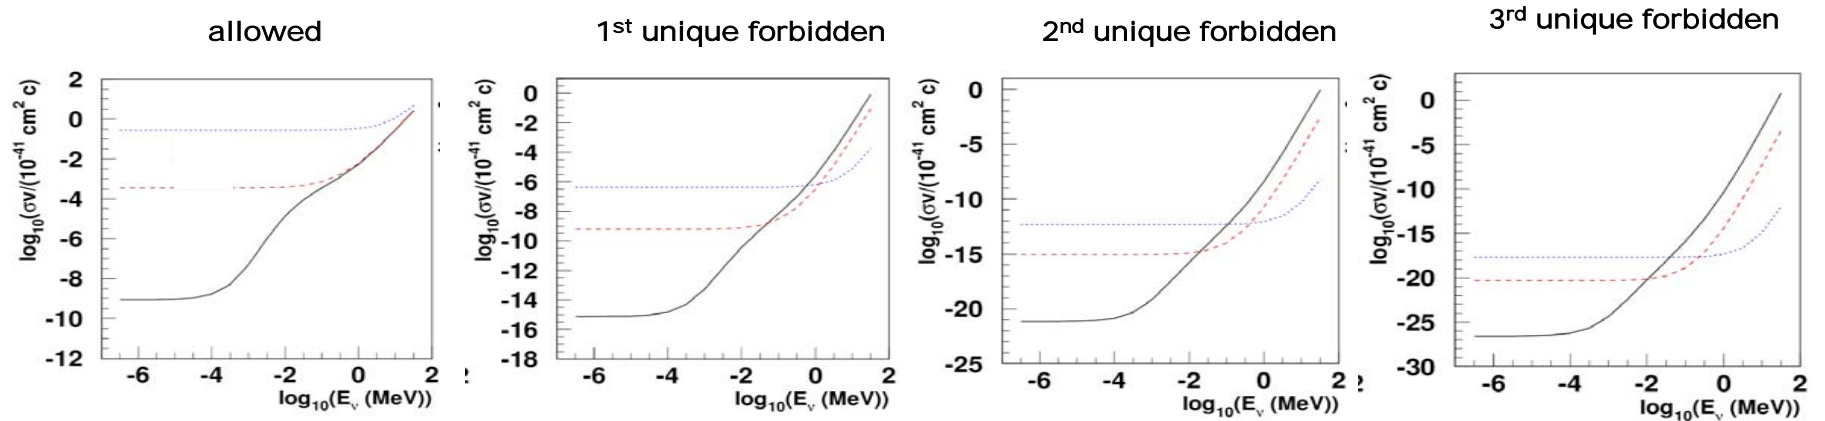 allowed
1st unique forbidden
2nd unique forbidden
3rd unique forbidden
log10(σv/(10-41 cm2 c)
2
0
-2
-4
-6
-8
-10
-12
-6 -4 -2 0 2
log10(Eν (MeV))
log10(σv/(10-41 cm2 c)
0
-2
-4
-6
-8
-10
-12
-14
-16
-18
2
-6 -4 -2 0 2
log10(Eν (MeV))
log10(σv/(10-41 cm2 c)
0
-5
-10
-15
-20
-25
-6 -4 -2 0 2
log10(Eν (MeV))
log10(σv/(10-41 cm2 c)
0
-5
-10
-15
-20
-25
-30
2
-6 -4 -2 0 2
log10(Eν (MeV))